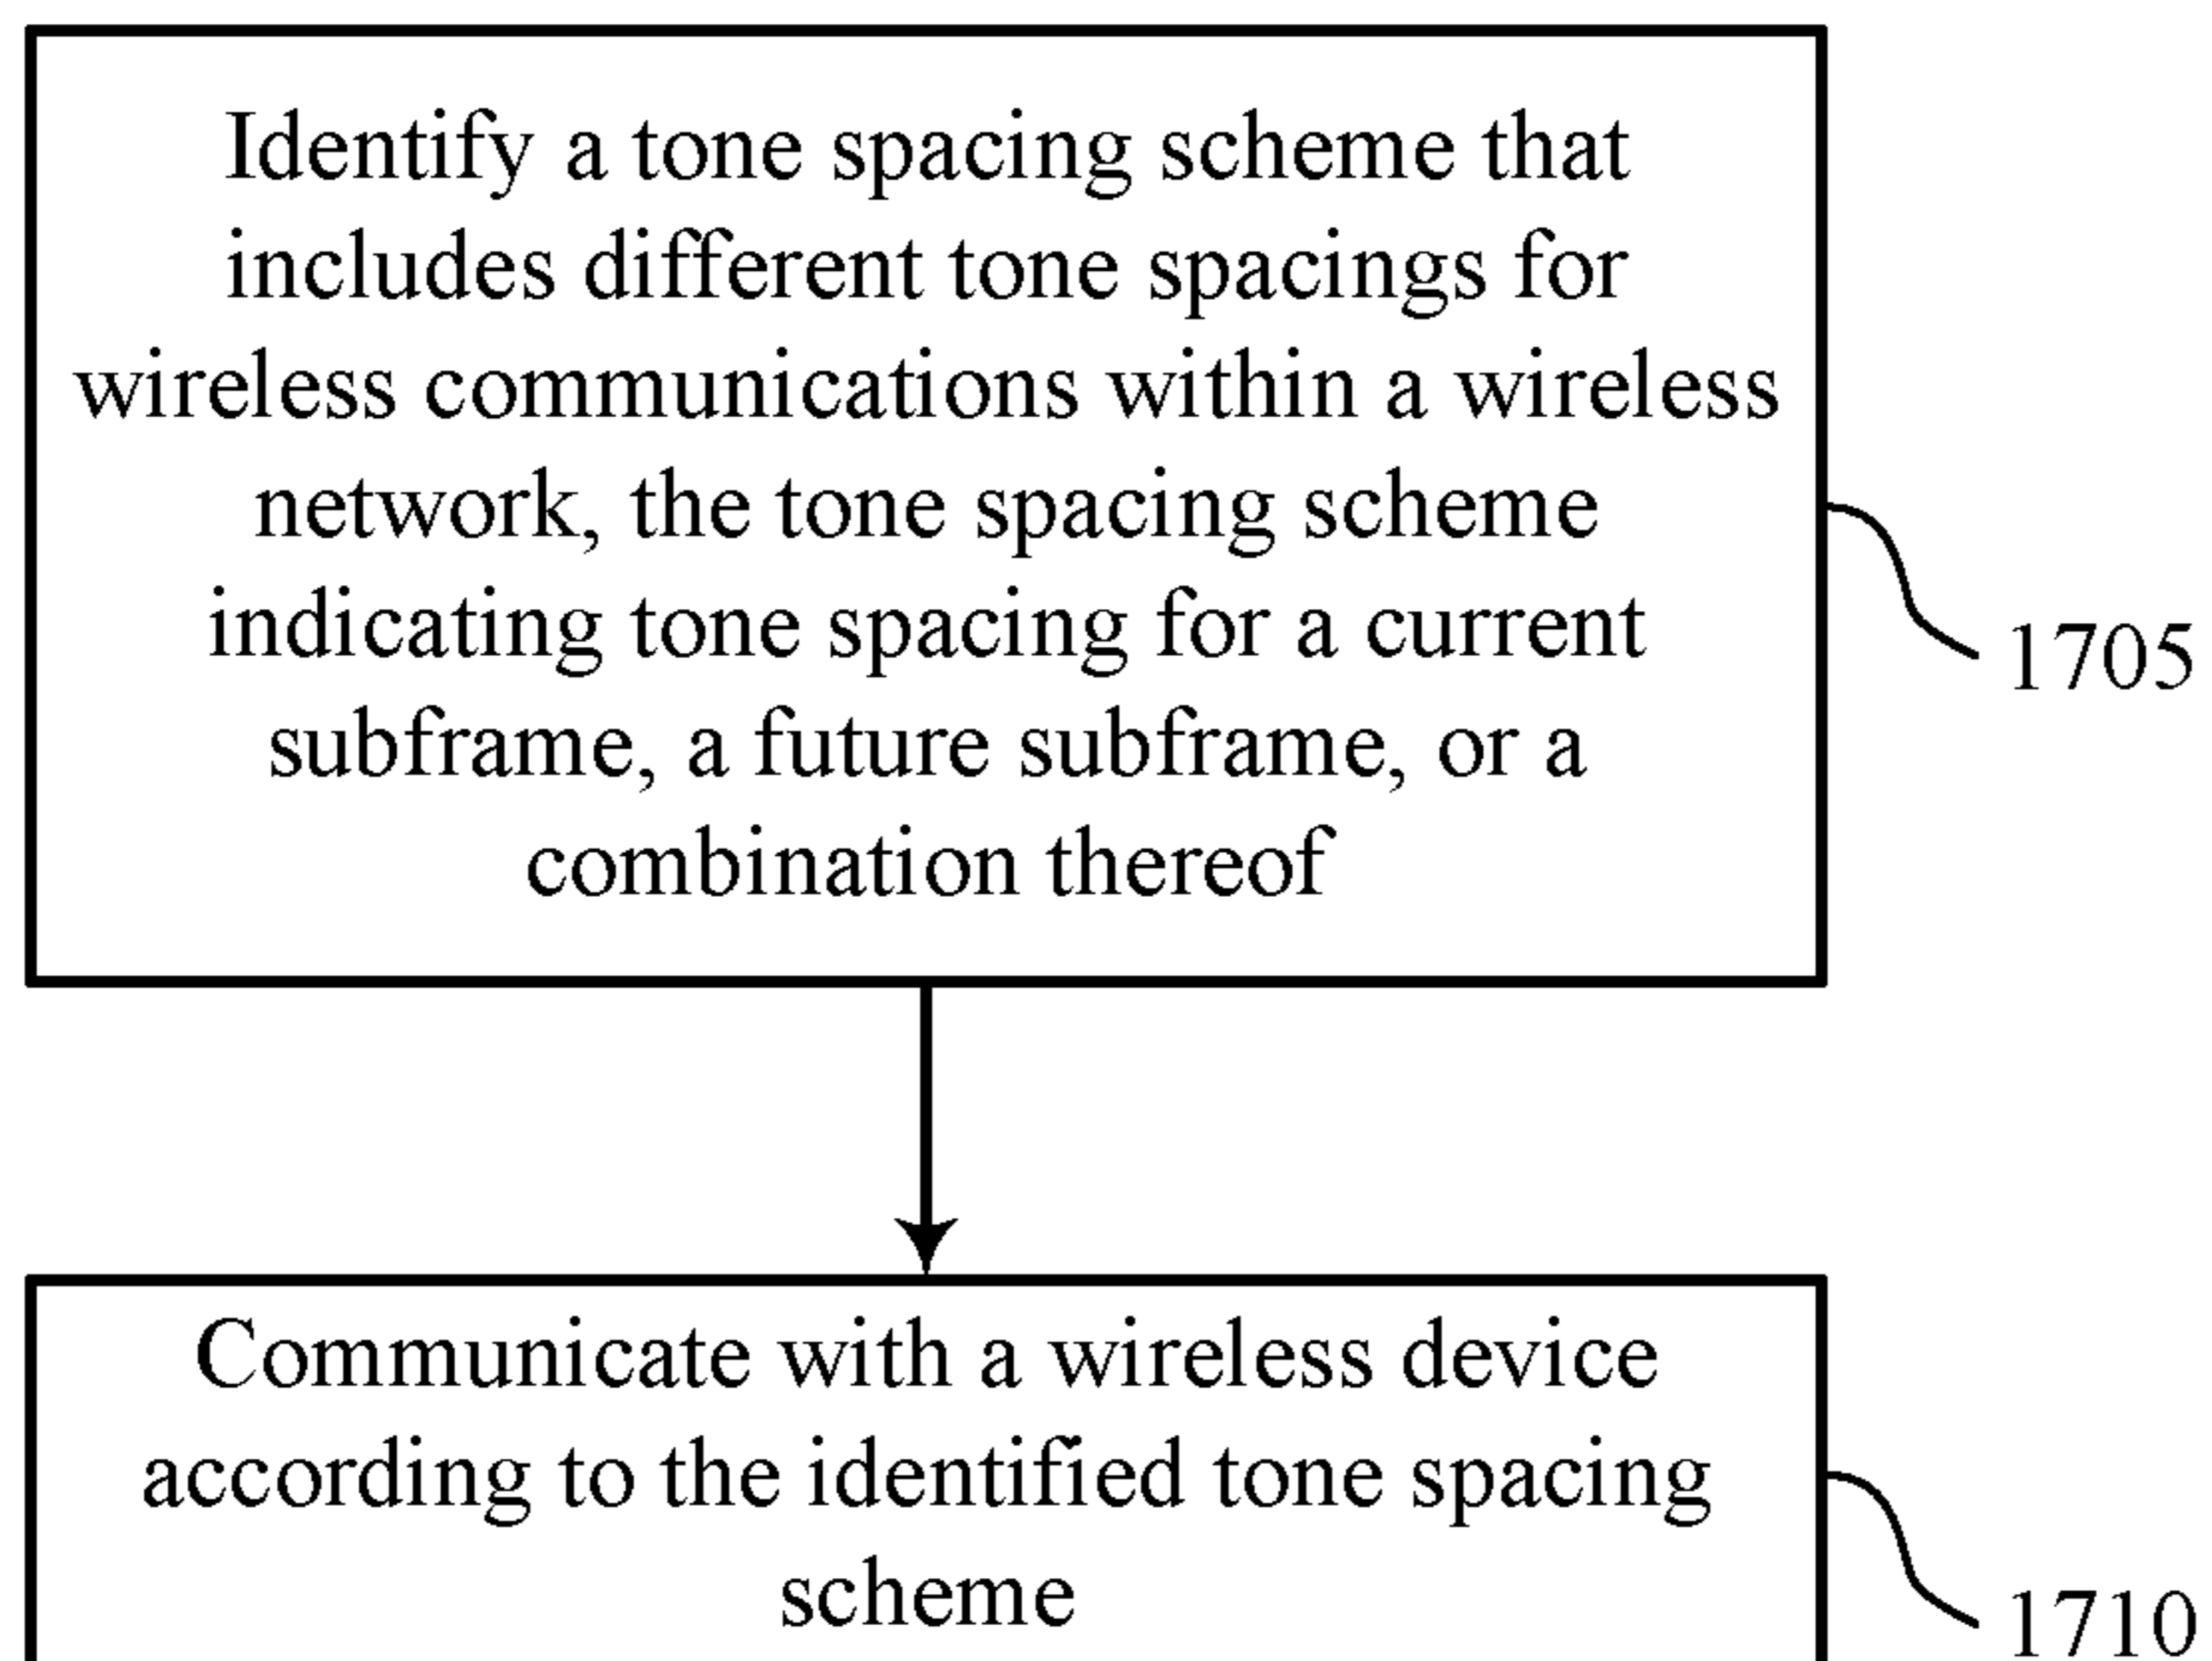 Identify a tone spacing scheme that
includes different tone spacings for
wireless communications within a wireless
network, the tone spacing scheme
indicating tone spacing for a current
subframe, a future subframe, or a
combination thereof
1705
Communicate with a wireless device
according to the identified tone spacing
scheme
1710